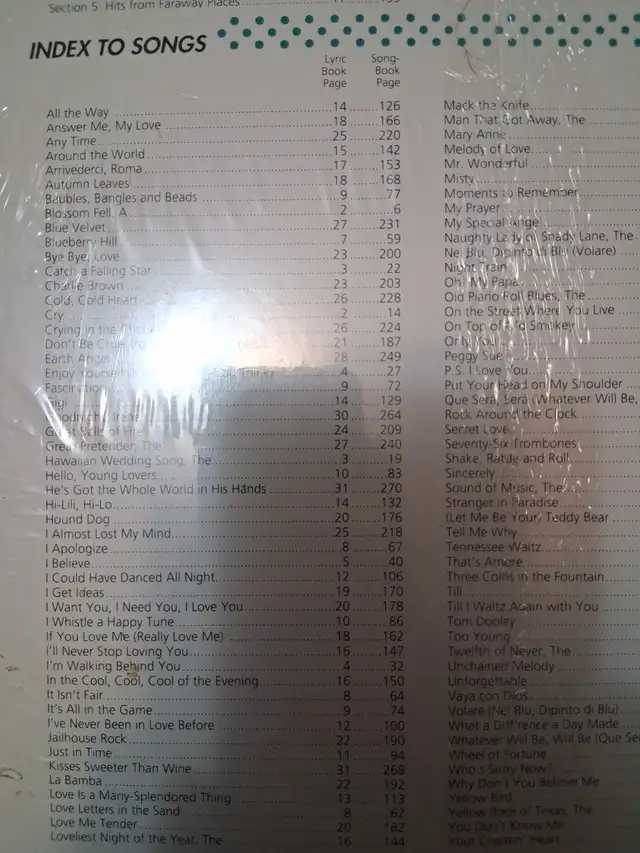 Section 5: Hits from Faraway Places
INDEX TO SONGS
Lyric Book Page
Song- Book Page
All the Way 14 126
Answer Me, My Love 18 166
Any Time 25 220
Around the World 15 142
Arrivederci, Roma 17 153
Autumn Leaves 18 168
Baubles, Bangles and Beads 9 77
Blossom Fell, A 2 6
Blue Velvet 27 231
Blueberry Hill 7 59
Bye Bye, Love 23 200
Catch a Falling Star 3 22
Charlie Brown 23 203
Cold, Cold Heart 26 228
Cry 2 14
Crying in the 26 224
Don't Be 21 187
Earth Angel 28 249
Enjoy Yourself 4 27
Fascination 9 72
Gigi 14 129
Goodnight, Irene 30 264
Great Balls of Fire 24 209
Great Pretender, The 27 240
Hawaiian Wedding Song, The 3 19
Hello, Young Lovers 10 83
He's Got the Whole World in His Hands 31 270
Hi-Lili, Hi-Lo 14 132
Hound Dog 20 176
I Almost Lost My Mind 25 218
I Apologize 8 67
I Believe 5 40
I Could Have Danced All Night 12 106
I Get Ideas 19 170
I Want You, I Need You, I Love You 20 178
I Whistle a Happy Tune 10 86
If You Love Me (Really Love Me) 18 162
I'll Never Stop Loving You 16 147
I'm Walking Behind You 4 32
In the Cool, Cool, Cool of the Evening 16 150
It Isn't Fair 8 64
It's All in the Game 9 74
I've Never Been in Love Before 12 100
Jailhouse Rock 22 190
Just in Time 11 94
Kisses Sweeter Than Wine 31 268
La Bamba 22 192
Love Is a Many-Splendored Thing 13 113
Love Letters in the Sand 8 62
Love Me Tender 20 182
Loveliest Night of the Year, The 16 144
Mack the Knife
Man That Got Away, The
Mary Anne
Melody of Love
Mr. Wonderful
Misty
Moments to Remember
My Prayer
My Special Angel
Naughty Lady of Shady Lane, The
Nel Blu, Dipinto di Blu (Volare)
Night Train
Oh! My Papa
Old Piano Roll Blues, The
On the Street Where You Live
On Top of Old Smokey
Only You
Peggy Sue
P.S. I Love You
Put Your Head on My Shoulder
Que Será, Será (Whatever Will Be,
Rock Around the Clock
Secret Love
Seventy-Six Trombones
Shake, Rattle and Roll
Sincerely
Sound of Music, The
Stranger in Paradise
(Let Me Be Your) Teddy Bear
Tell Me Why
Tennessee Waltz
That's Amore
Three Coins in the Fountain
Till
Till I Waltz Again with You
Tom Dooley
Too Young
Twelfth of Never, The
Unchained Melody
Unforgettable
Vaya con Dios
Volare (Nel Blu, Dipinto di Blu)
What a Diff'rence a Day Made
Whatever Will Be, Will Be (Que Se
Wheel of Fortune
Who's Sorry Now?
Why Don't You Believe Me
Yellow Bird
Yellow Rose of Texas, The
You Don't Know Me
Your Cheatin' Heart